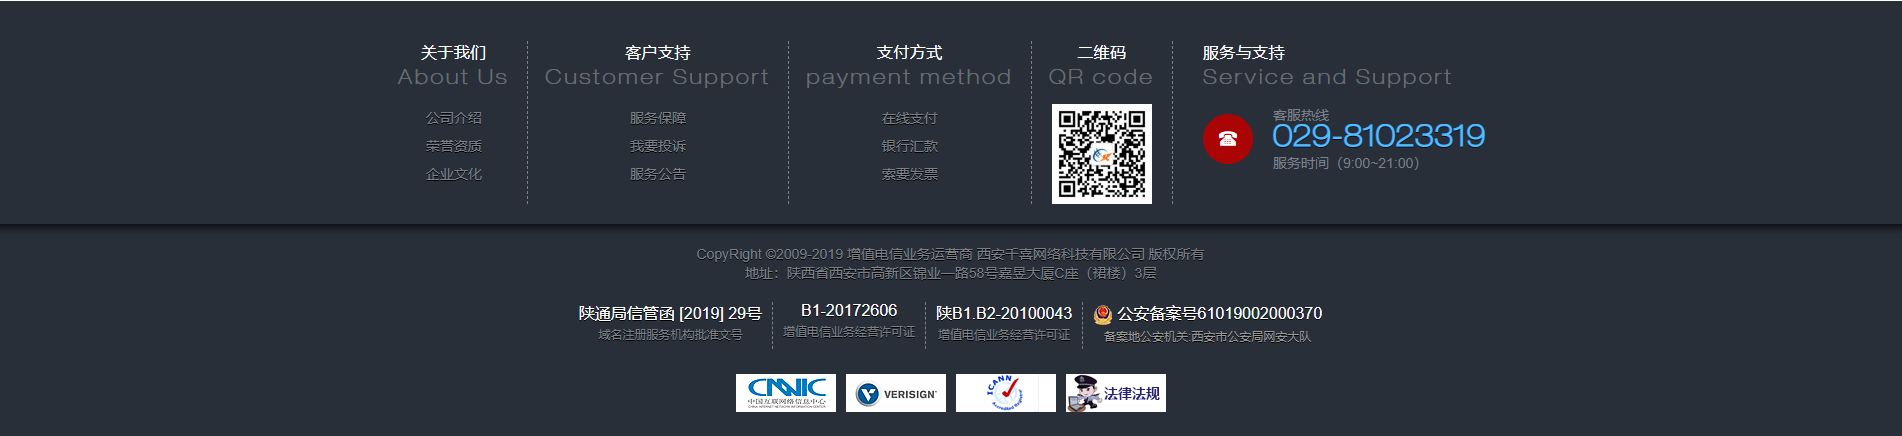 关于我们
About Us
公司介绍
荣誉资质
企业文化
客户支持
Customer Support
服务保障
我要投诉
服务公告
支付方式
payment method
在线支付
银行汇款
索要发票
二维码
QR code
服务与支持
Service and Support
客服热线
029-81023319
服务时间（9:00~21:00）
CopyRight ©2009-2019 增值电信业务运营商 西安千喜网络科技有限公司 版权所有
地址：陕西省西安市高新区锦业一路58号嘉昱大厦C座（裙楼）3层
陕通局信管函 [2019] 29号
域名注册服务机构批准文号
B1-20172606
增值电信业务经营许可证
陕B1.B2-20100043
增值电信业务经营许可证
公安备案号61019002000370
备案地公安机关:西安市公安局网安大队
CNNIC
中国互联网络信息中心
CHINA INTERNET NETWORK INFORMATION CENTER
VERISIGN
ICANN
Accredited Registrar
法律法规